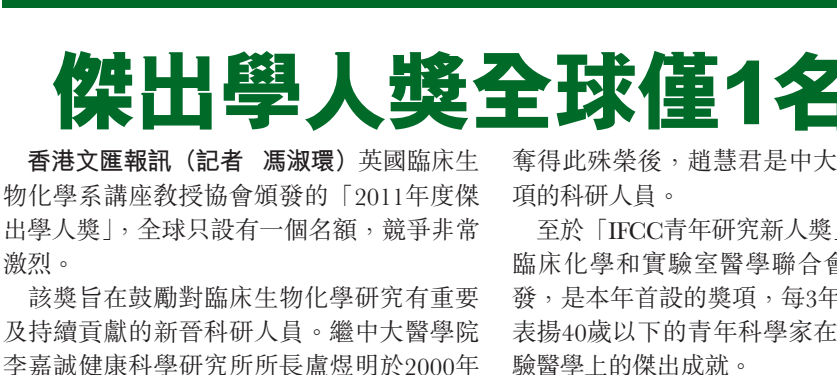 傑出學人獎全球僅1名
香港文匯報訊（記者 馮淑環）英國臨床生
物化學系講座教授協會頒發的「2011年度傑
出學人獎」，全球只設有一個名額，競爭非常
激烈。
該獎旨在鼓勵對臨床生物化學研究有重要
及持續貢獻的新晉科研人員。繼中大醫學院
李嘉誠健康科學研究所所長盧煜明於2000年
奪得此殊榮後，趙慧君是中大
項的科研人員。
至於「IFCC青年研究新人獎」
臨床化學和實驗室醫學聯合會
發，是本年首設的獎項，每3年
表揚40歲以下的青年科學家在
驗醫學上的傑出成就。